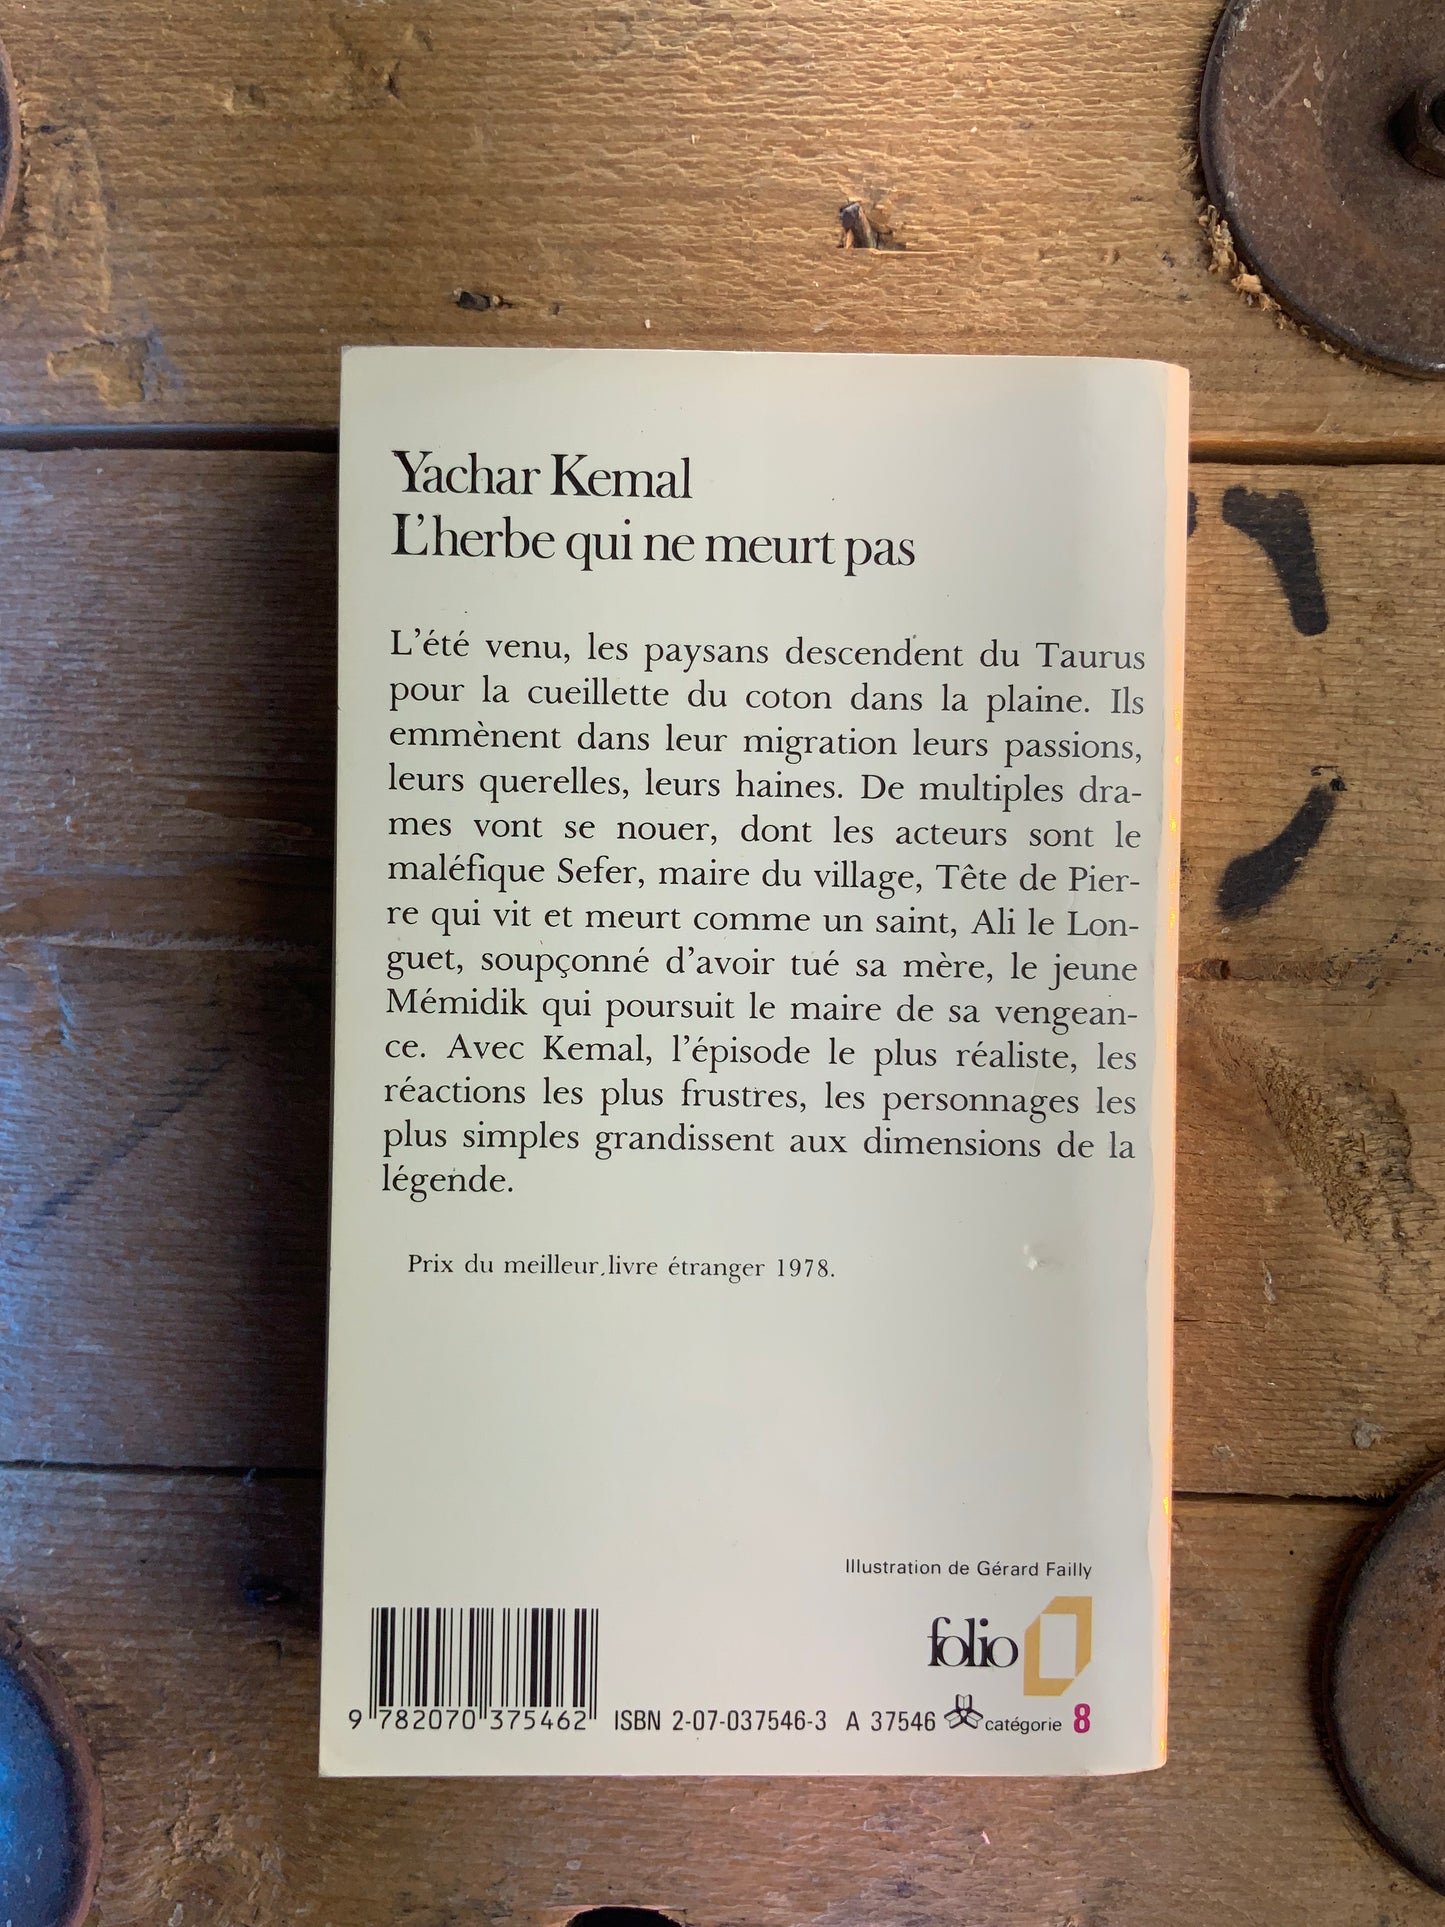 Yachar Kemal
L'herbe qui ne meurt pas
L'été venu, les paysans descendent du Taurus
pour la cueillette du coton dans la plaine. Ils
emmènent dans leur migration leurs passions,
leurs querelles, leurs haines. De multiples dra-
mes vont se nouer, dont les acteurs sont le
maléfique Sefer, maire du village, Tête de Pier-
re qui vit et meurt comme un saint, Ali le Lon-
guet, soupçonné d'avoir tué sa mère, le jeune
Mémidik qui poursuit le maire de sa vengean-
ce. Avec Kemal, l'épisode le plus réaliste, les
réactions les plus frustres, les personnages les
plus simples grandissent aux dimensions de la
légende.
Prix du meilleur livre étranger 1978.
Illustration de Gérard Failly
folio
9 782070 375462 ISBN 2-07-037546-3 A 37546 catégorie 8